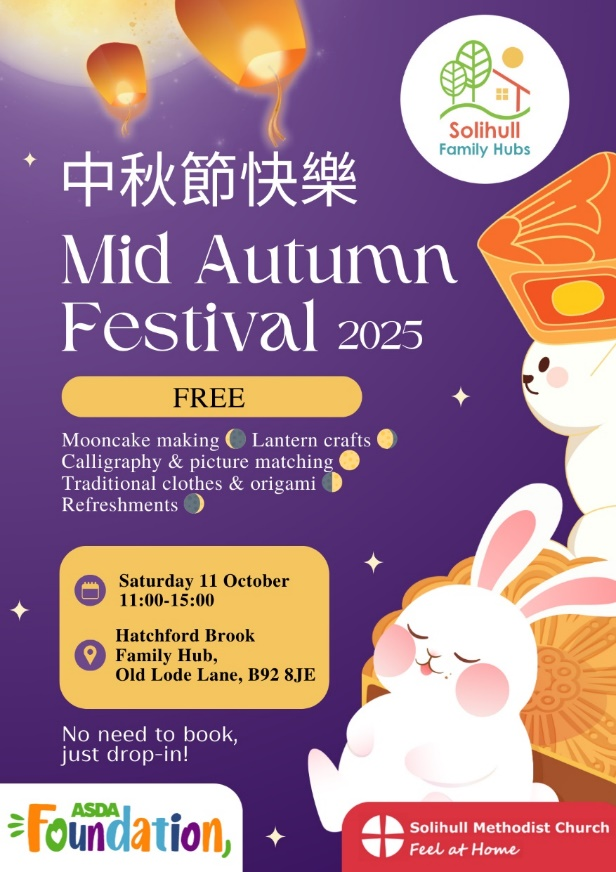 Solihull
Family Hubs
中秋節快樂
Mid Autumn
Festival 2025
FREE
Mooncake making 🌘 Lantern crafts 🌖
Calligraphy & picture matching 🌕
Traditional clothes & origami 🌗
Refreshments 🌘
Saturday 11 October
11:00-15:00
Hatchford Brook
Family Hub,
Old Lode Lane, B92 8JE
No need to book,
just drop-in!
ASDA
Foundation
Solihull Methodist Church
Feel at Home